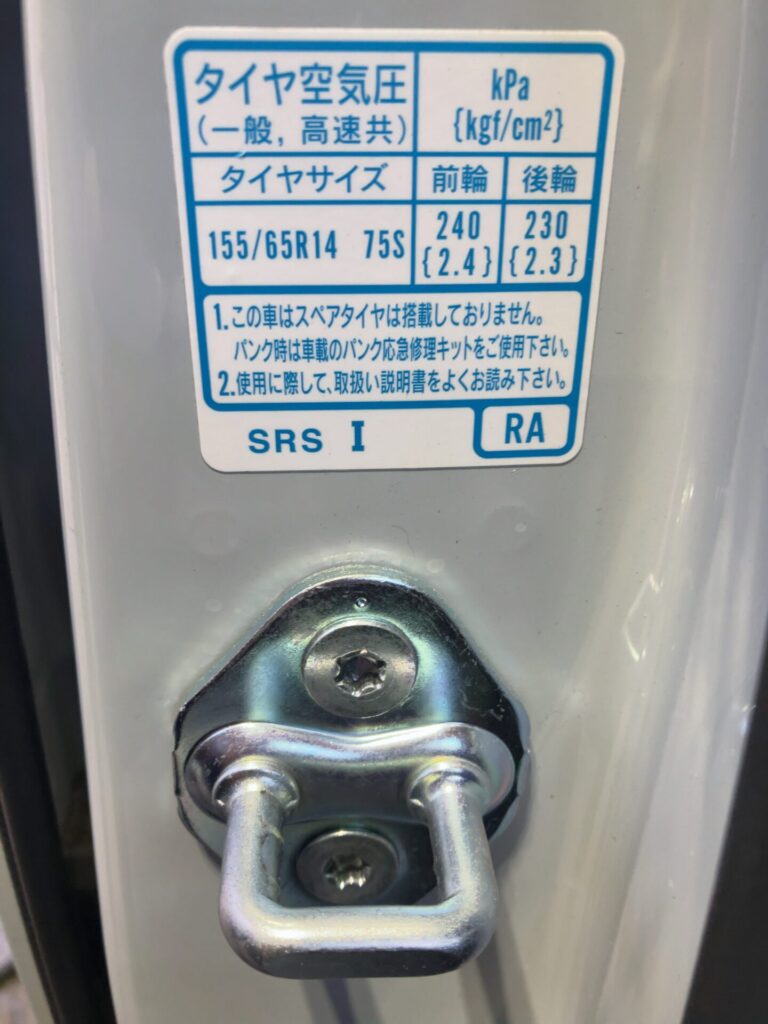 タイヤ空気圧
(一般, 高速共)
kPa
{kgf/cm²}
タイヤサイズ 前輪 後輪
155/65R14 75S 240 230
{2.4} {2.3}
1.この車はスペアタイヤは搭載しておりません。
パンク時は車載のパンク応急修理キットをご使用下さい。
2.使用に際して、取扱い説明書をよくお読み下さい。
SRS I RA